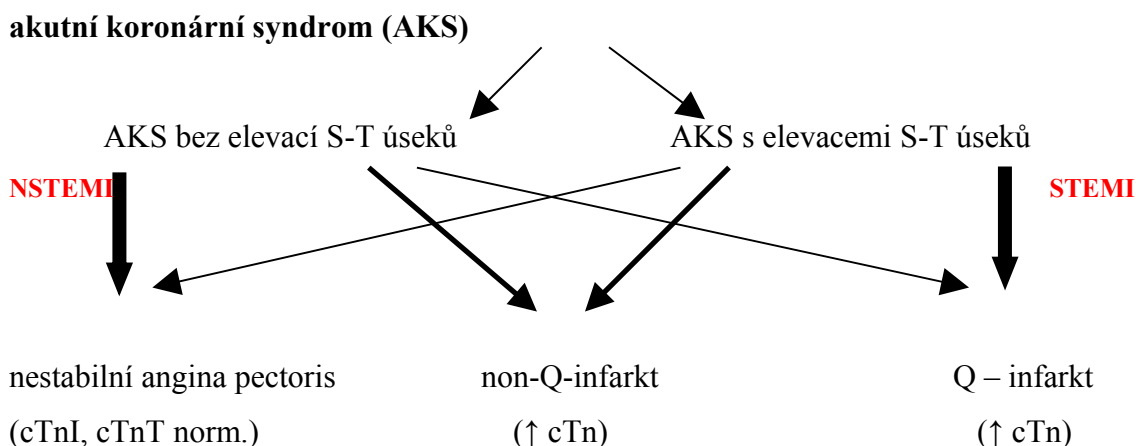 akutní koronární syndrom (AKS)
AKS bez elevací S-T úseků AKS s elevacemi S-T úseků
NSTEMI STEMI
nestabilní angina pectoris non-Q-infarkt Q – infarkt
(cTnI, cTnT norm.) (↑ cTn) (↑ cTn)